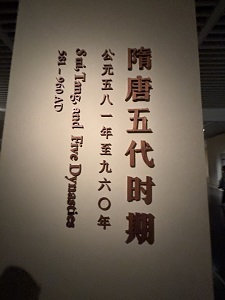 隋唐五代时期
公元五八一年至九六〇年
Sui, Tang, and Five Dynasties
581－960 AD